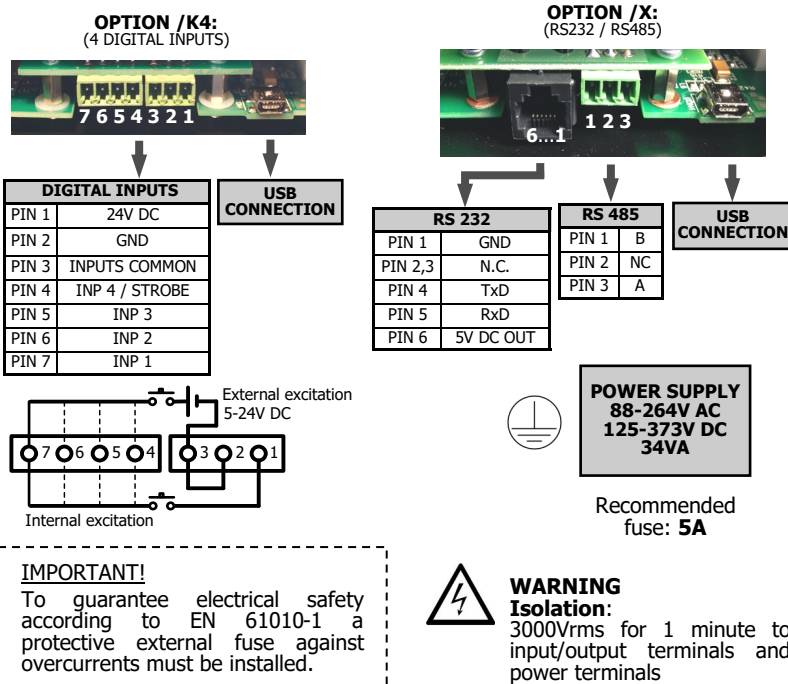 OPTION /K4:
(4 DIGITAL INPUTS)
7 6 5 4 3 2 1
DIGITAL INPUTS
PIN 1 24V DC
PIN 2 GND
PIN 3 INPUTS COMMON
PIN 4 INP 4 / STROBE
PIN 5 INP 3
PIN 6 INP 2
PIN 7 INP 1
USB
CONNECTION
External excitation
5-24V DC
7 6 5 4 3 2 1
Internal excitation
IMPORTANT!
To guarantee electrical safety
according to EN 61010-1 a
protective external fuse against
overcurrents must be installed.
OPTION /X:
(RS232 / RS485)
6...1
1 2 3
RS 232
PIN 1 GND
PIN 2,3 N.C.
PIN 4 TxD
PIN 5 RxD
PIN 6 5V DC OUT
RS 485
PIN 1 B
PIN 2 NC
PIN 3 A
USB
CONNECTION
POWER SUPPLY
88-264V AC
125-373V DC
34VA
Recommended
fuse: 5A
WARNING
Isolation:
3000Vrms for 1 minute to
input/output terminals and
power terminals